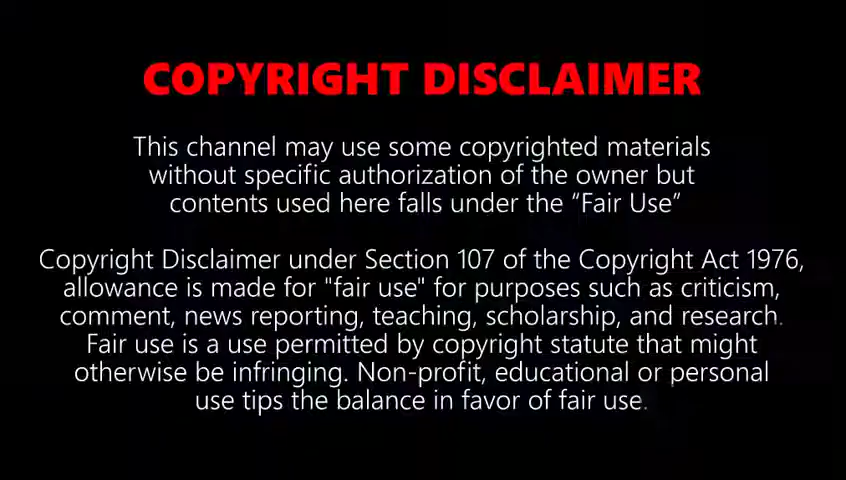 COPYRIGHT DISCLAIMER
This channel may use some copyrighted materials
without specific authorization of the owner but
contents used here falls under the “Fair Use”
Copyright Disclaimer under Section 107 of the Copyright Act 1976,
allowance is made for "fair use" for purposes such as criticism,
comment, news reporting, teaching, scholarship, and research.
Fair use is a use permitted by copyright statute that might
otherwise be infringing. Non-profit, educational or personal
use tips the balance in favor of fair use.